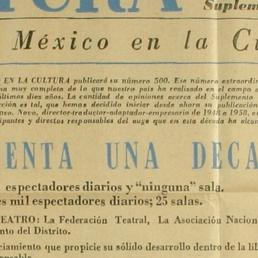 TURA
Suplem
México en la Cu
EN LA CULTURA publicará su número 500. Ese número extraordin
muy completa de lo que nuestro país ha realizado en el campo
últimos años. La cantidad de opiniones acerca del Suplemento
cción es tal, que hemos decidido iniciar desde ahora su publicación
caso. Novo, director-traductor-adaptador-empresario de 1948 a 1958,
cipantes y directos responsables del auge que en esta década ha alcan
ENTA UNA DECA
espectadores diarios y "ninguna" sala.
es mil espectadores diarios; 25 salas.
TEATRO: La Federación Teatral, La Asociación Nacion
nto del Distrito.
ciamiento que propicie su sólido desarrollo dentro de la lib